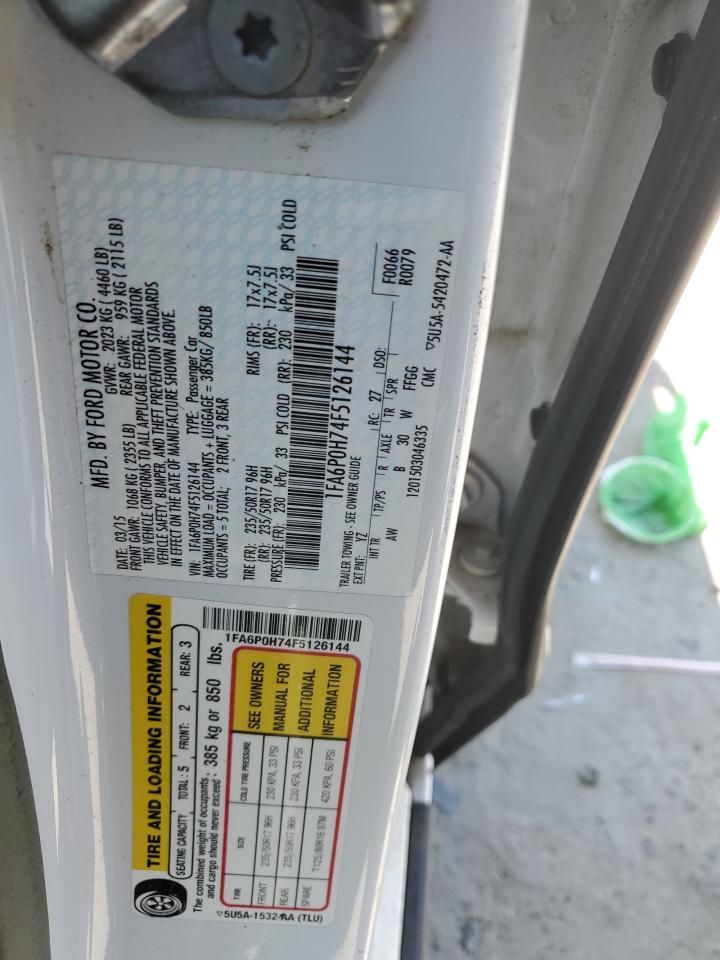 MFD. BY FORD MOTOR CO.
DATE: 03/15 GVWR: 2023 KG ( 4460 LB)
FRONT GAWR: 1068 KG ( 2355 LB) REAR GAWR: 959 KG ( 2115 LB)
THIS VEHICLE CONFORMS TO ALL APPLICABLE FEDERAL MOTOR
VEHICLE SAFETY, BUMPER, AND THEFT PREVENTION STANDARDS
IN EFFECT ON THE DATE OF MANUFACTURE SHOWN ABOVE.
VIN: 1FA6P0H74F5126144 TYPE: Passenger Car
MAXIMUM LOAD = OCCUPANTS + LUGGAGE = 385KG/ 850LB
OCCUPANTS = 5 TOTAL: 2 FRONT, 3 REAR
TIRE (FR): 235/50R17 96H RIMS (FR): 17x7.5J
(RR): 235/50R17 96H (RR): 17x7.5J
PRESSURE (FR): 230 kPa/ 33 PSI COLD (RR): 230 kPa/ 33 PSI COLD
1FA6P0H74F5126144
TRAILER TOWING - SEE OWNER GUIDE
F0066
R0079
EXT PNT: YZ RC: 27 DSO:
INT TR TP/PS R AXLE TR SPR
AW B 30 W FFGG
1201503046335 CMC
5U5A-5420472-AA
TIRE AND LOADING INFORMATION
SEATING CAPACITY TOTAL: 5 FRONT: 2 REAR: 3
The combined weight of occupants
and cargo should never exceed: 385 kg or 850 lbs.
1FA6P0H74F5126144
TIRE SIZE COLD TIRE PRESSURE
FRONT 235/50R17 96H 230 KPA, 33 PSI
REAR 235/50R17 96H 230 KPA, 33 PSI
SPARE T125/80R16 97M 420 KPA, 60 PSI
SEE OWNERS
MANUAL FOR
ADDITIONAL
INFORMATION
5U5A-1532472-AA (TLU)